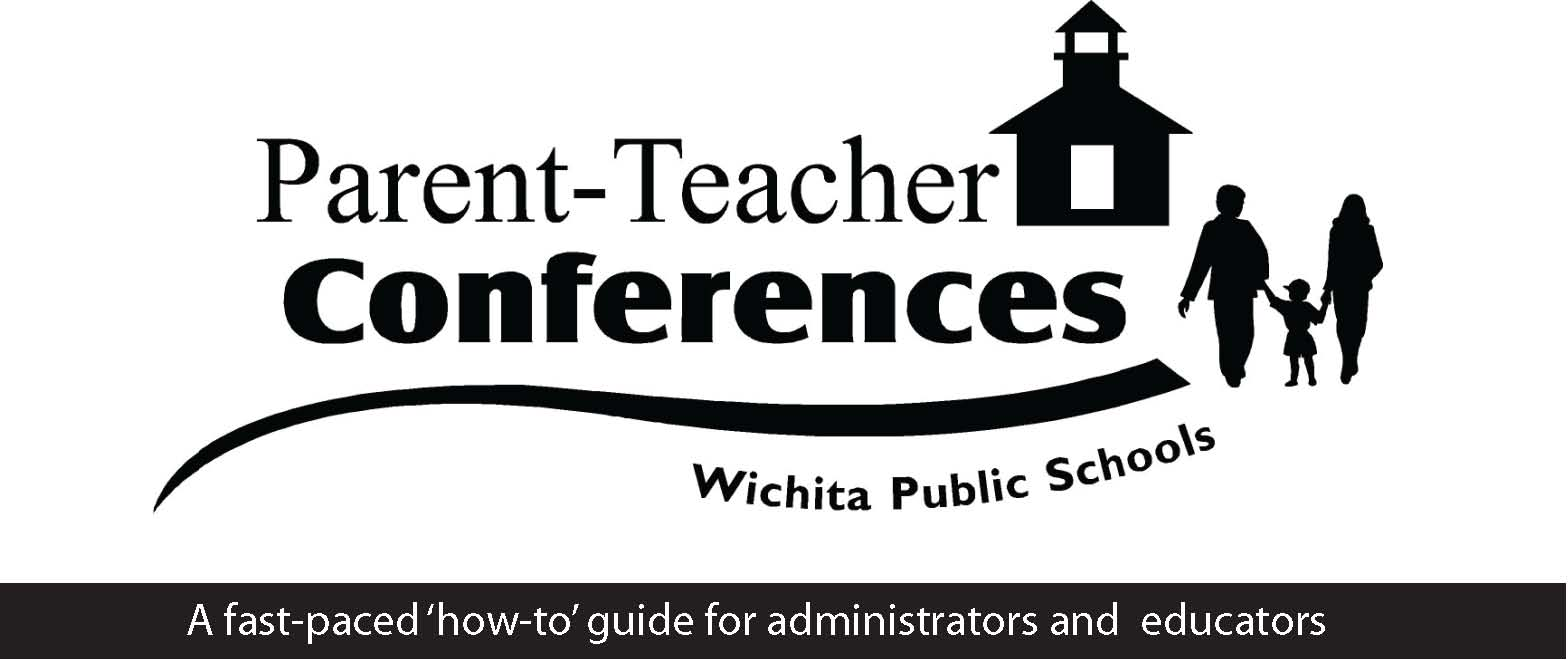 Parent-Teacher
Conferences
Wichita Public Schools
A fast-paced ‘how-to’ guide for administrators and  educators